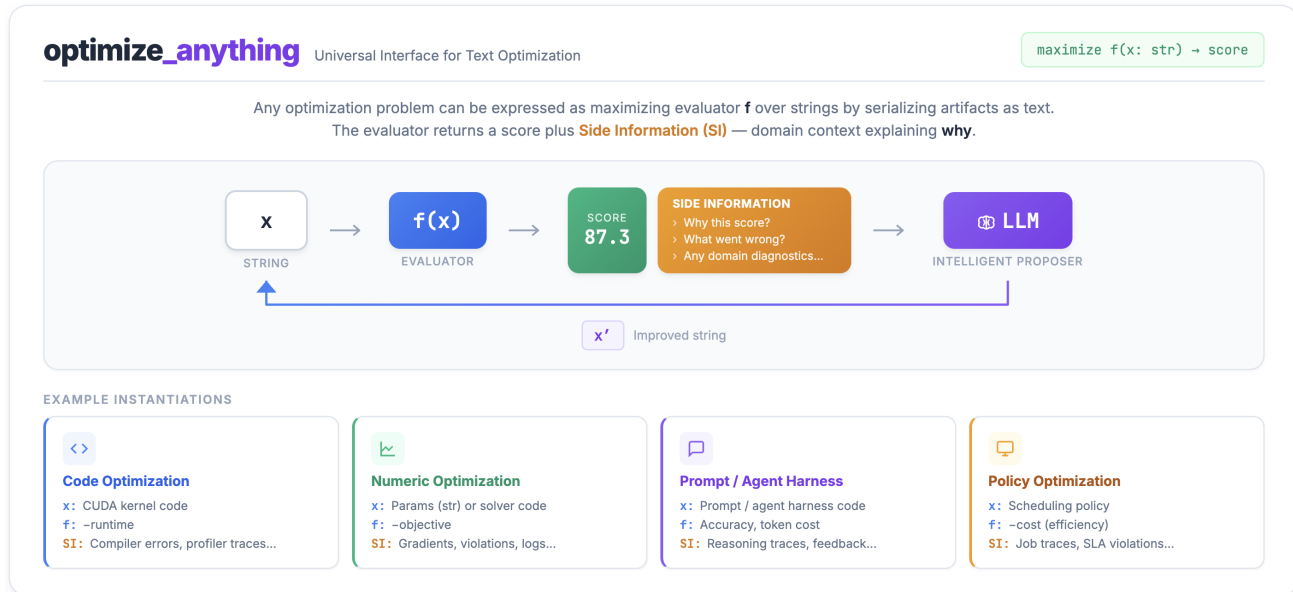 optimize_anything Universal Interface for Text Optimization
maximize f(x: str) → score
Any optimization problem can be expressed as maximizing evaluator f over strings by serializing artifacts as text.
The evaluator returns a score plus Side Information (SI) — domain context explaining why.
x
STRING
f(x)
EVALUATOR
SCORE
87.3
SIDE INFORMATION
› Why this score?
› What went wrong?
› Any domain diagnostics...
LLM
INTELLIGENT PROPOSER
x′ Improved string
EXAMPLE INSTANTIATIONS
Code Optimization
x: CUDA kernel code
f: −runtime
SI: Compiler errors, profiler traces...
Numeric Optimization
x: Params (str) or solver code
f: −objective
SI: Gradients, violations, logs...
Prompt / Agent Harness
x: Prompt / agent harness code
f: Accuracy, token cost
SI: Reasoning traces, feedback...
Policy Optimization
x: Scheduling policy
f: −cost (efficiency)
SI: Job traces, SLA violations...